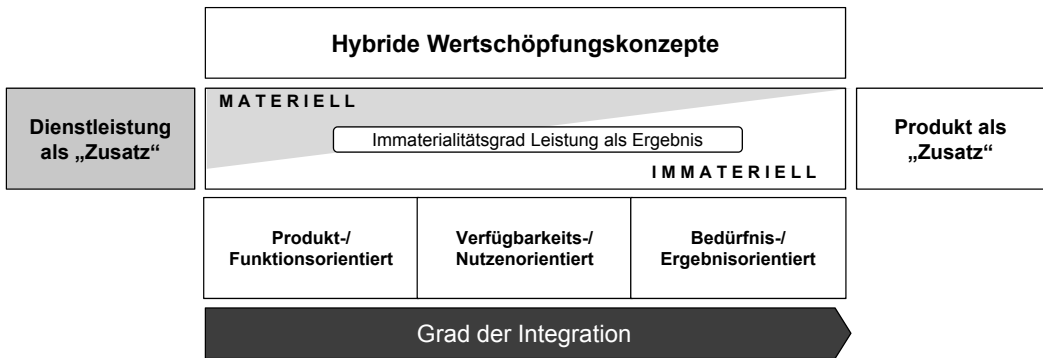 Hybride Wertschöpfungskonzepte
Dienstleistung
als „Zusatz“
MATERIELL
Immaterialitätsgrad Leistung als Ergebnis
IMMATERIELL
Produkt als
„Zusatz“
Produkt-/
Funktionsorientiert
Verfügbarkeits-/
Nutzenorientiert
Bedürfnis-/
Ergebnisorientiert
Grad der Integration